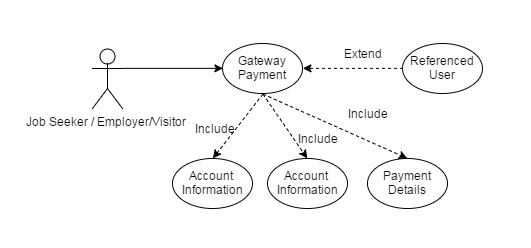 Gateway
Payment
Extend
Referenced
User
Job Seeker / Employer/Visitor
Include
Include
Include
Account
Information
Account
Information
Payment
Details